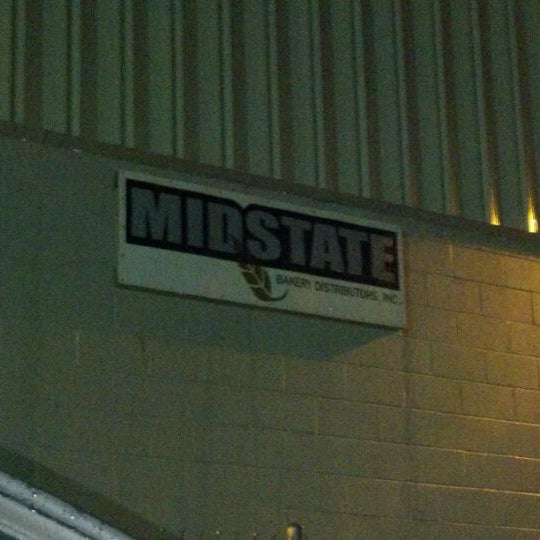 MIDSTATE
BAKERY DISTRIBUTORS, INC.